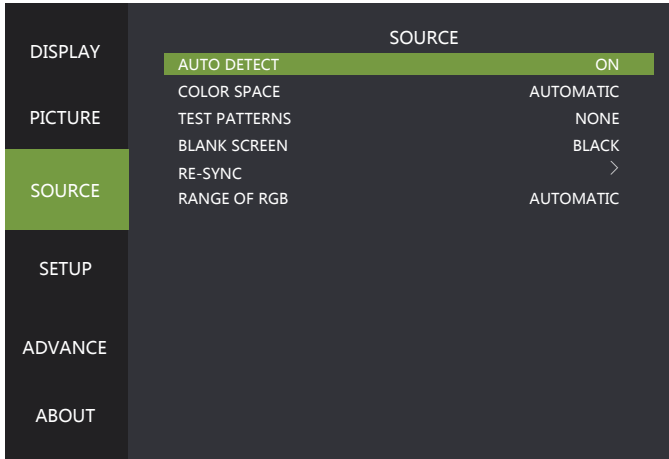 DISPLAY
PICTURE
SOURCE
SETUP
ADVANCE
ABOUT
SOURCE
AUTO DETECT ON
COLOR SPACE AUTOMATIC
TEST PATTERNS NONE
BLANK SCREEN BLACK
RE-SYNC >
RANGE OF RGB AUTOMATIC